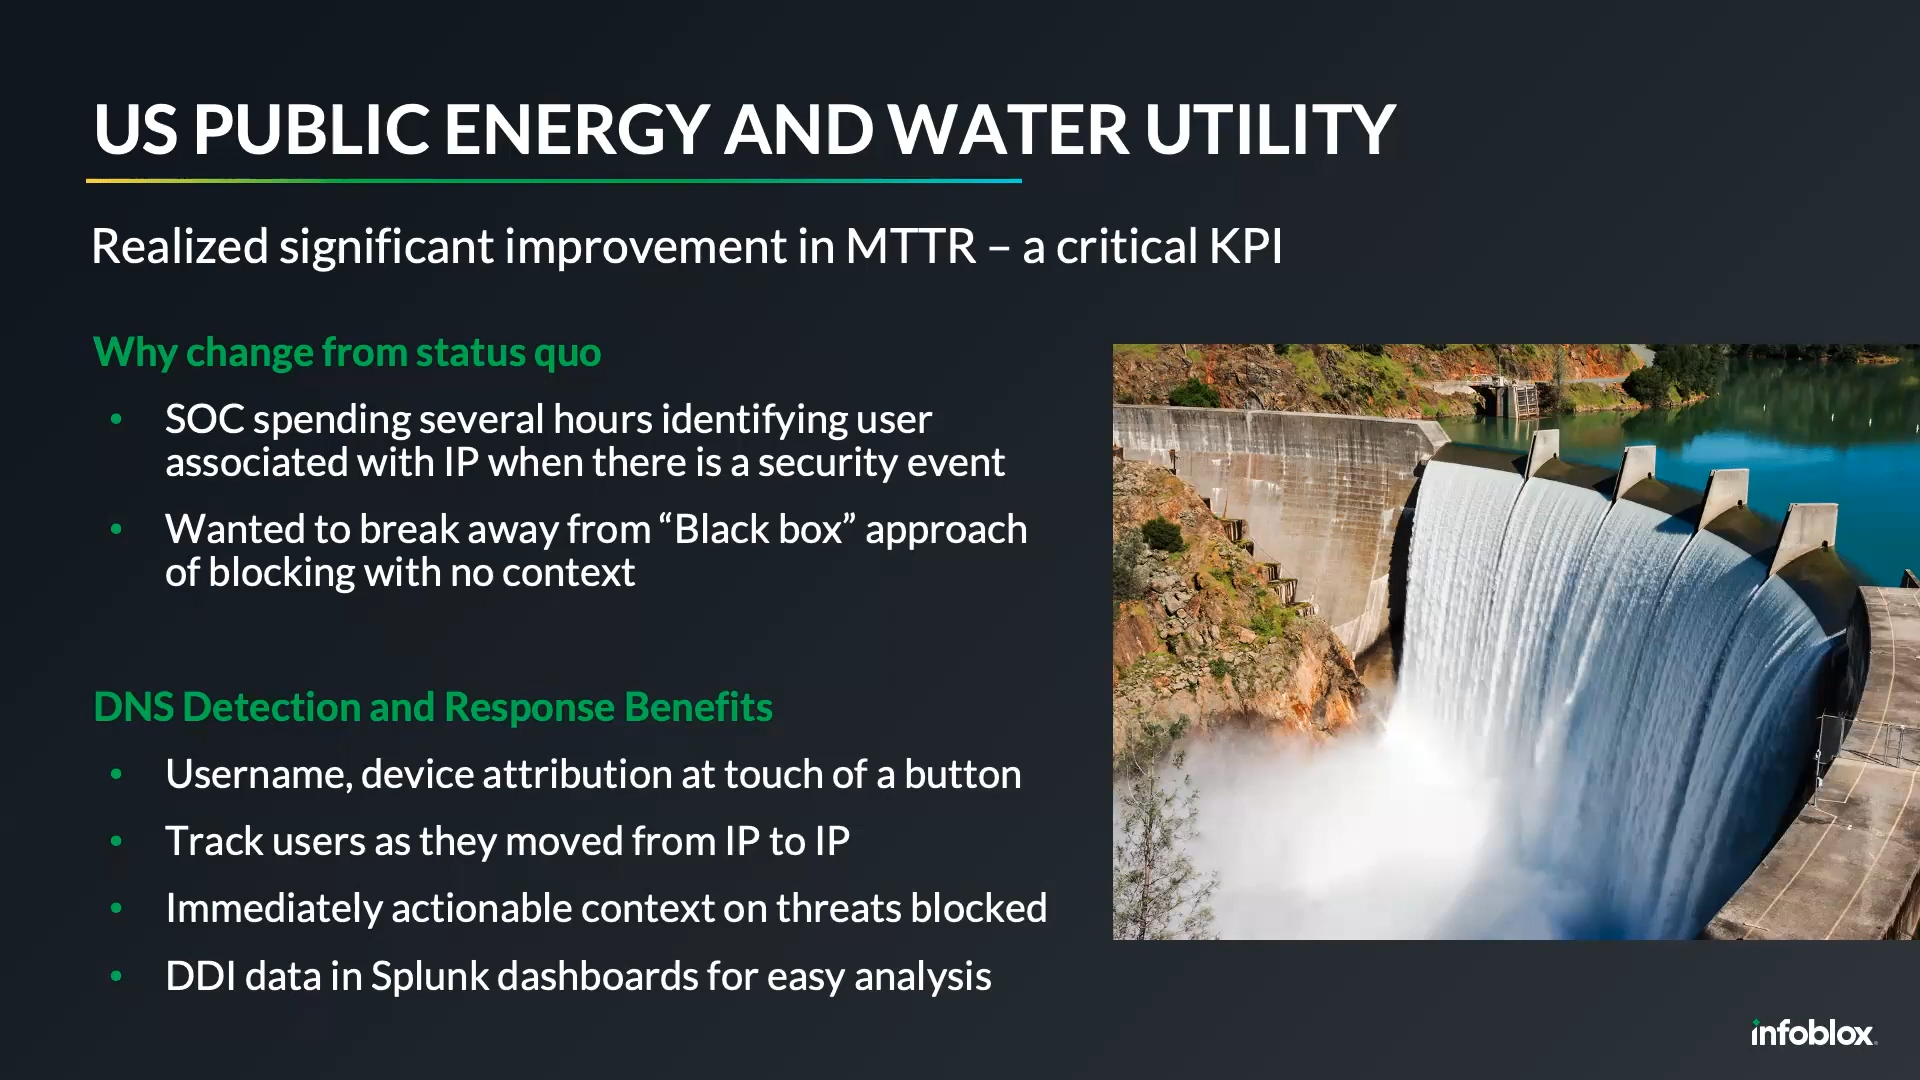 US PUBLIC ENERGY AND WATER UTILITY
Realized significant improvement in MTTR – a critical KPI
Why change from status quo
• SOC spending several hours identifying user
associated with IP when there is a security event
• Wanted to break away from “Black box” approach
of blocking with no context
DNS Detection and Response Benefits
• Username, device attribution at touch of a button
• Track users as they moved from IP to IP
• Immediately actionable context on threats blocked
• DDI data in Splunk dashboards for easy analysis
infoblox